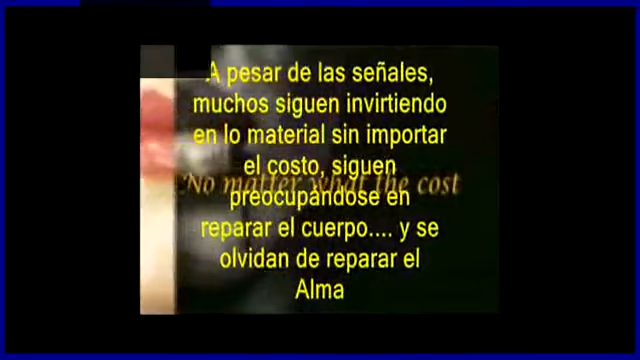 A pesar de las señales,
muchos siguen invirtiendo
en lo material sin importar
el costo, siguen
No matter what the cost
preocupándose en
reparar el cuerpo.... y se
olvidan de reparar el
Alma